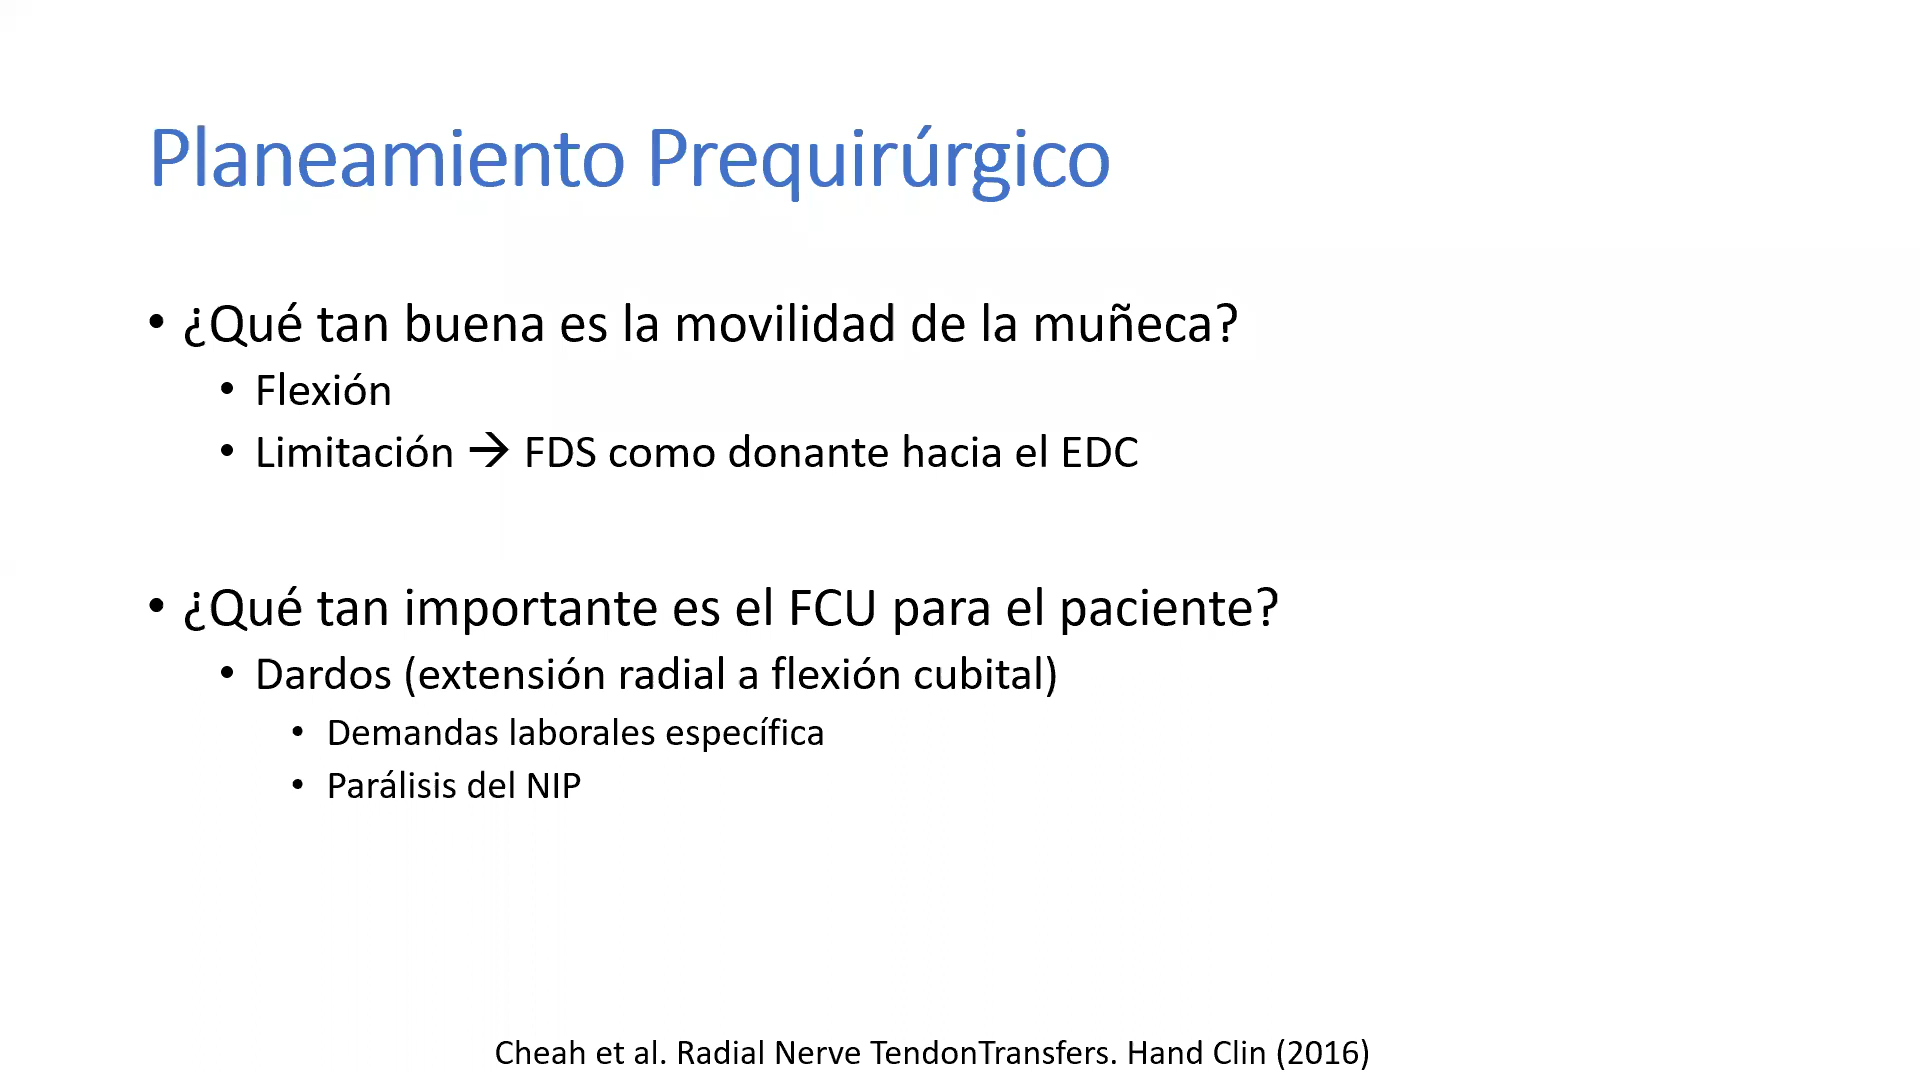 Planeamiento Prequirúrgico
• ¿Qué tan buena es la movilidad de la muñeca?
• Flexión
• Limitación → FDS como donante hacia el EDC
• ¿Qué tan importante es el FCU para el paciente?
• Dardos (extensión radial a flexión cubital)
• Demandas laborales específica
• Parálisis del NIP
Cheah et al. Radial Nerve TendonTransfers. Hand Clin (2016)